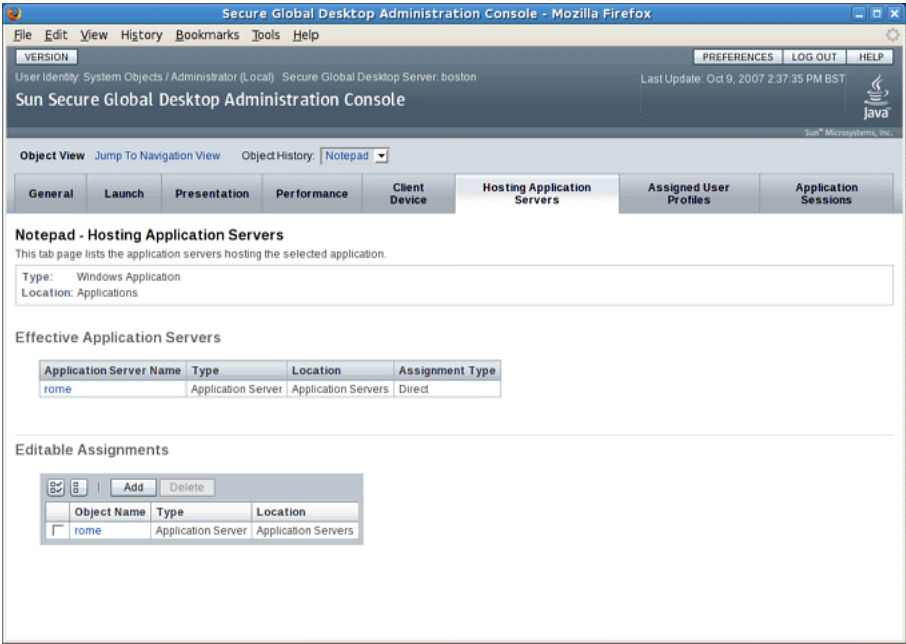 Secure Global Desktop Administration Console - Mozilla Firefox
File Edit View History Bookmarks Tools Help
VERSION PREFERENCES LOG OUT HELP
User Identity: System Objects / Administrator (Local) Secure Global Desktop Server: boston Last Update: Oct 9, 2007 2:37:35 PM BST
Sun Secure Global Desktop Administration Console
Java
Sun™ Microsystems, Inc.
Object View Jump To Navigation View Object History: Notepad
General Launch Presentation Performance Client Device Hosting Application Servers Assigned User Profiles Application Sessions
Notepad - Hosting Application Servers
This tab page lists the application servers hosting the selected application.
Type: Windows Application
Location: Applications
Effective Application Servers
Application Server Name Type Location Assignment Type
rome Application Server Application Servers Direct
Editable Assignments
Add Delete
Object Name Type Location
rome Application Server Application Servers